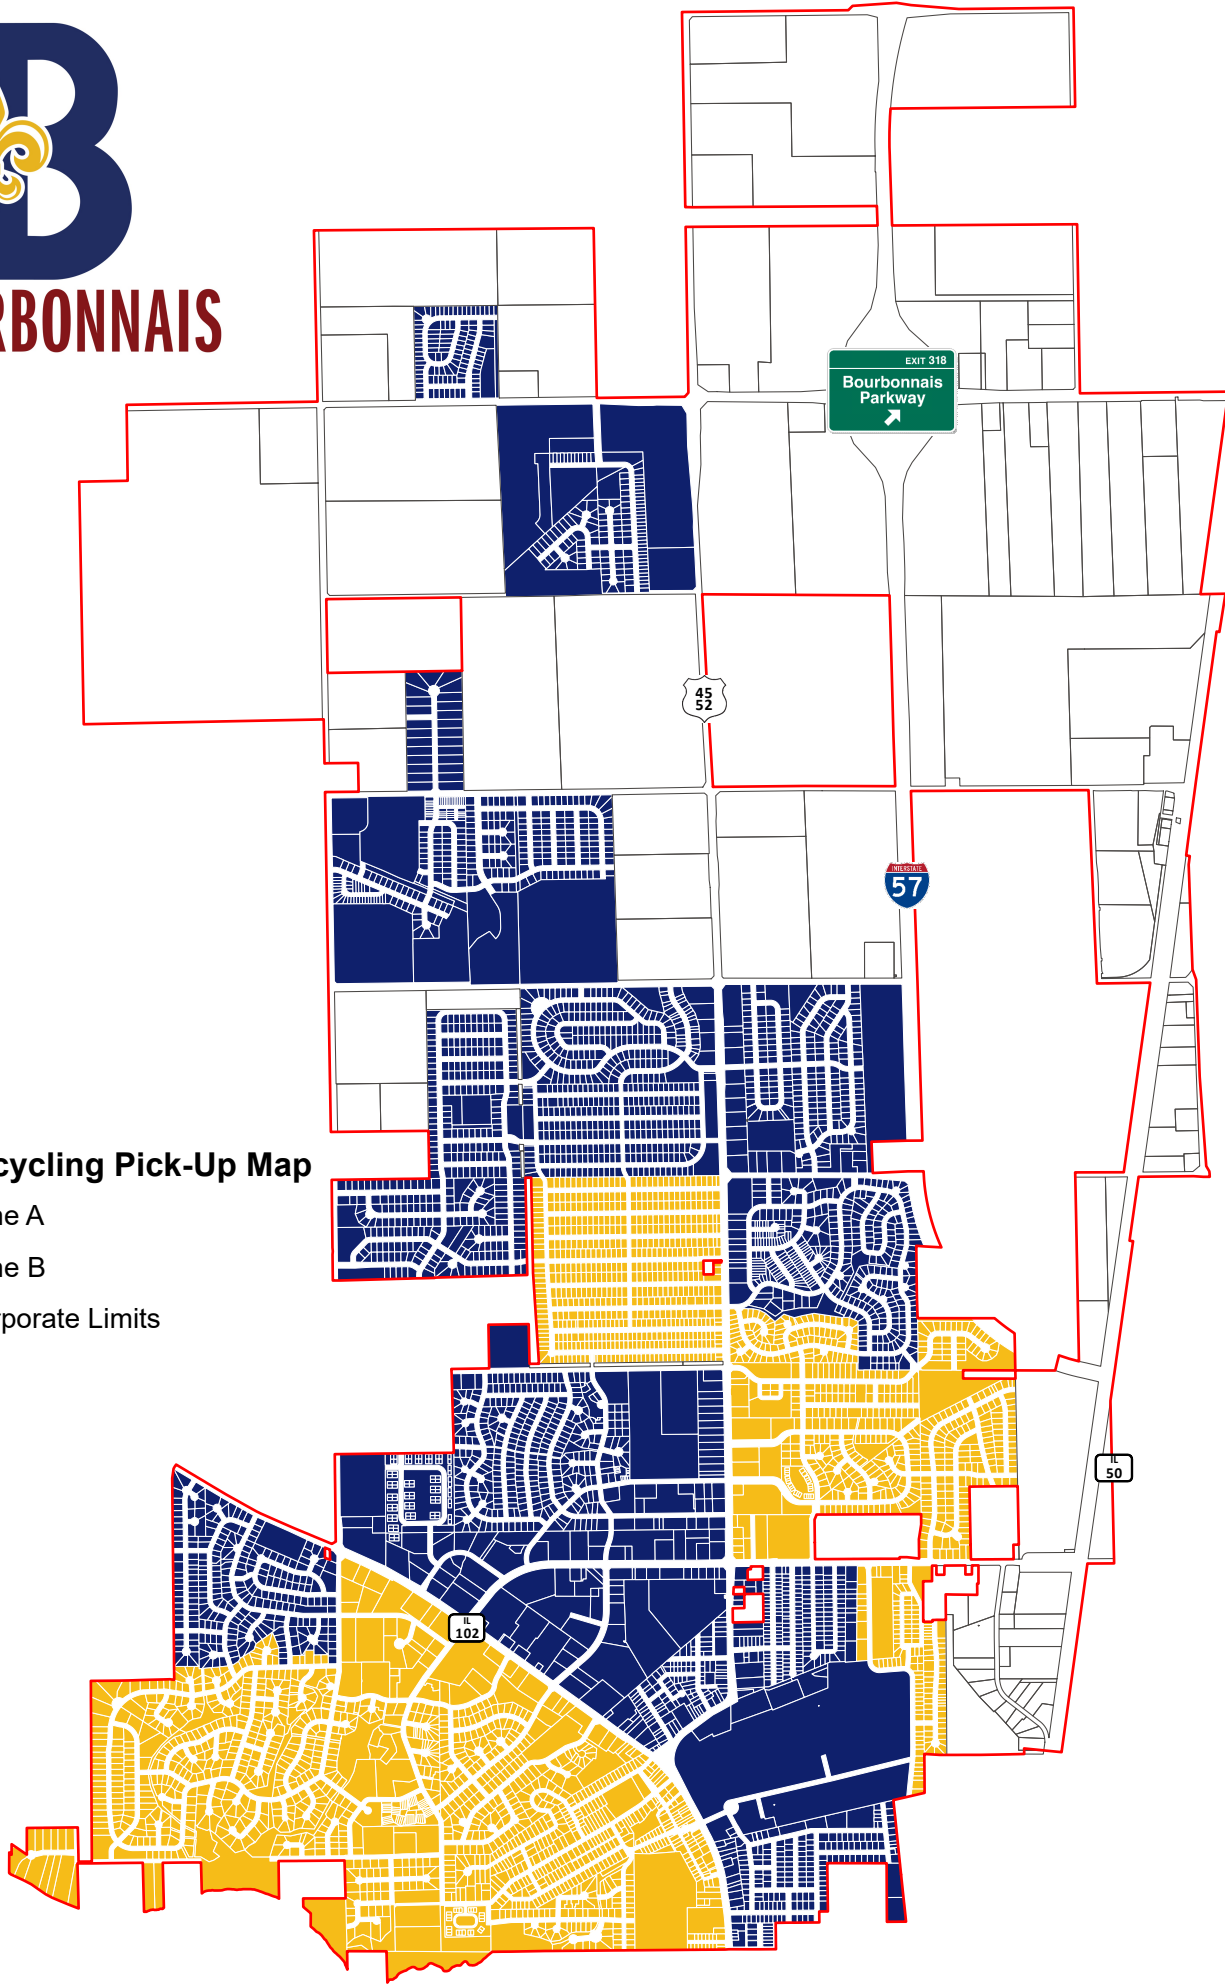 B
RBONNAIS
EXIT 318
Bourbonnais
Parkway
45
52
INTERSTATE
57
cycling Pick-Up Map
ne A
ne B
rporate Limits
IL
50
IL
102